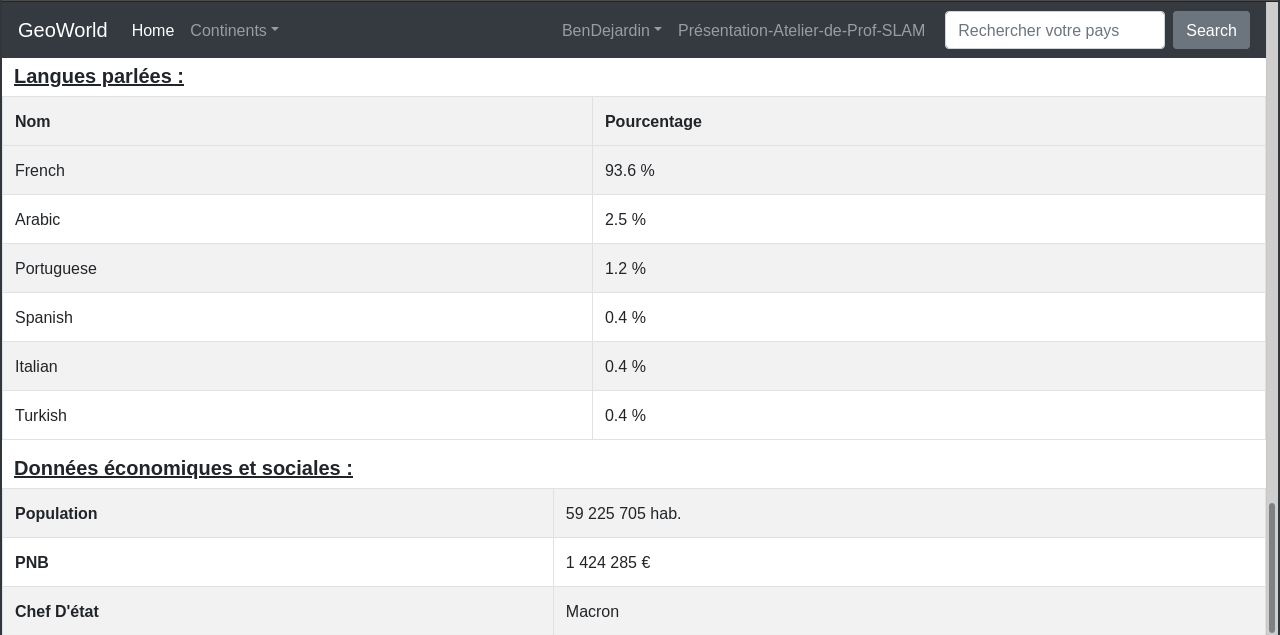 GeoWorld Home Continents BenDejardin Présentation-Atelier-de-Prof-SLAM Rechercher votre pays Search
Langues parlées :
Nom Pourcentage
French 93.6 %
Arabic 2.5 %
Portuguese 1.2 %
Spanish 0.4 %
Italian 0.4 %
Turkish 0.4 %
Données économiques et sociales :
Population 59 225 705 hab.
PNB 1 424 285 €
Chef D'état Macron